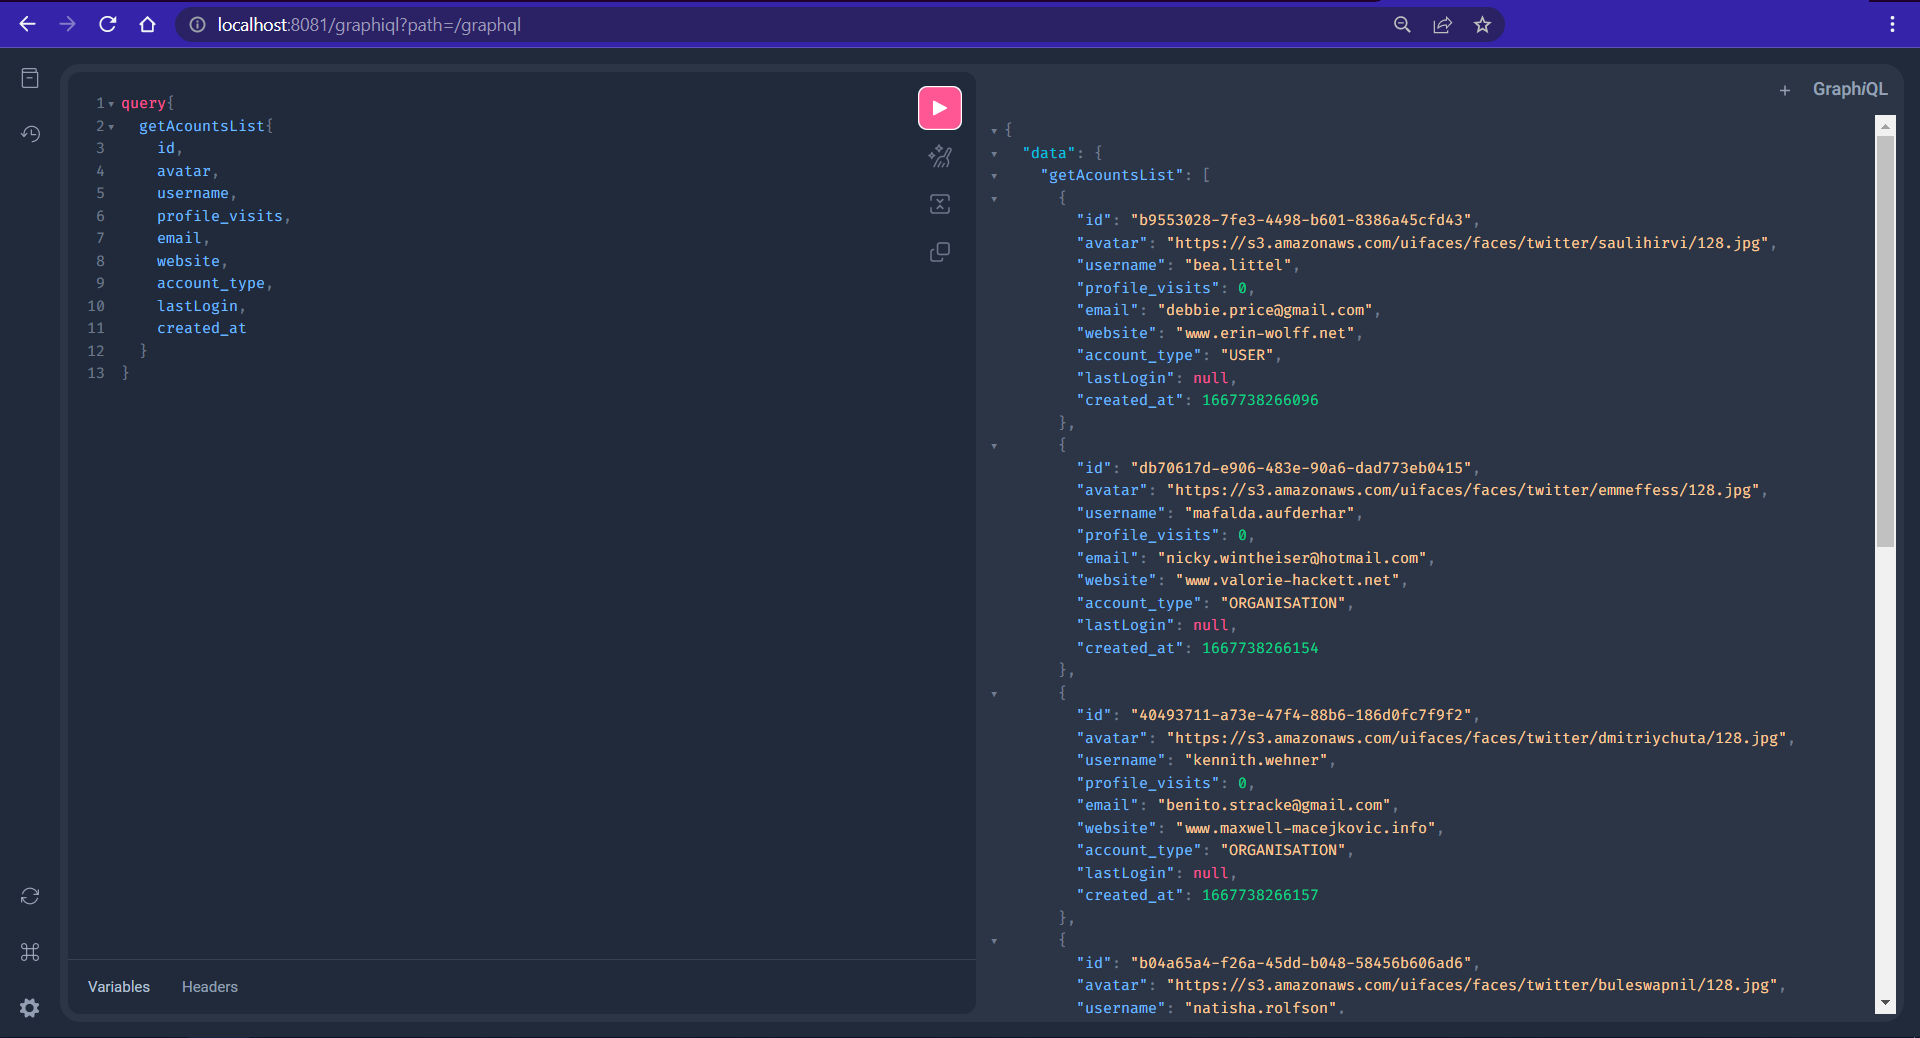 localhost:8081/graphiql?path=/graphql
1 query{
2 getAcountsList{
3 id,
4 avatar,
5 username,
6 profile_visits,
7 email,
8 website,
9 account_type,
10 lastLogin,
11 created_at
12 }
13 }
Variables Headers
+ GraphiQL
{
"data": {
"getAcountsList": [
{
"id": "b9553028-7fe3-4498-b601-8386a45cfd43",
"avatar": "https://s3.amazonaws.com/uifaces/faces/twitter/saulihirvi/128.jpg",
"username": "bea.littel",
"profile_visits": 0,
"email": "debbie.price@gmail.com",
"website": "www.erin-wolff.net",
"account_type": "USER",
"lastLogin": null,
"created_at": 1667738266096
},
{
"id": "db70617d-e906-483e-90a6-dad773eb0415",
"avatar": "https://s3.amazonaws.com/uifaces/faces/twitter/emmeffess/128.jpg",
"username": "mafalda.aufderhar",
"profile_visits": 0,
"email": "nicky.wintheiser@hotmail.com",
"website": "www.valorie-hackett.net",
"account_type": "ORGANISATION",
"lastLogin": null,
"created_at": 1667738266154
},
{
"id": "40493711-a73e-47f4-88b6-186d0fc7f9f2",
"avatar": "https://s3.amazonaws.com/uifaces/faces/twitter/dmitriychuta/128.jpg",
"username": "kennith.wehner",
"profile_visits": 0,
"email": "benito.stracke@gmail.com",
"website": "www.maxwell-macejkovic.info",
"account_type": "ORGANISATION",
"lastLogin": null,
"created_at": 1667738266157
},
{
"id": "b04a65a4-f26a-45dd-b048-58456b606ad6",
"avatar": "https://s3.amazonaws.com/uifaces/faces/twitter/buleswapnil/128.jpg",
"username": "natisha.rolfson",